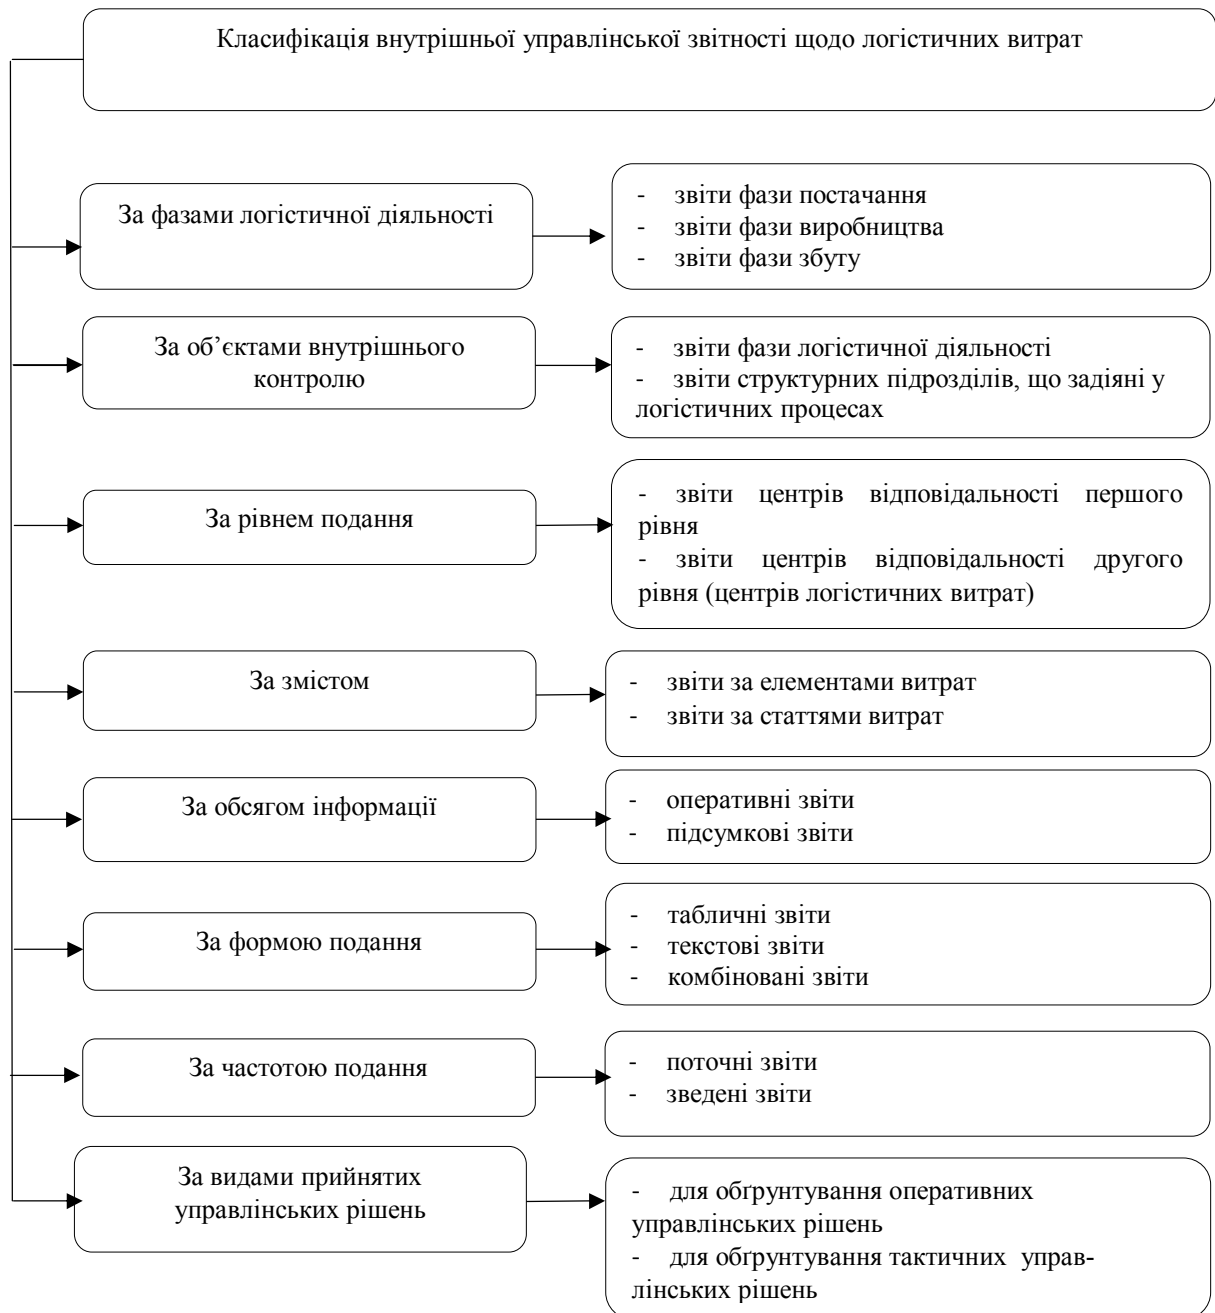 Класифікація внутрішньої управлінської звітності щодо логістичних витрат
За фазами логістичної діяльності
- звіти фази постачання
- звіти фази виробництва
- звіти фази збуту
За об’єктами внутрішнього
контролю
- звіти фази логістичної діяльності
- звіти структурних підрозділів, що задіяні у
логістичних процесах
За рівнем подання
- звіти центрів відповідальності першого
рівня
- звіти центрів відповідальності другого
рівня (центрів логістичних витрат)
За змістом
- звіти за елементами витрат
- звіти за статтями витрат
За обсягом інформації
- оперативні звіти
- підсумкові звіти
За формою подання
- табличні звіти
- текстові звіти
- комбіновані звіти
За частотою подання
- поточні звіти
- зведені звіти
За видами прийнятих
управлінських рішень
- для обґрунтування оперативних
управлінських рішень
- для обґрунтування тактичних управ-
лінських рішень